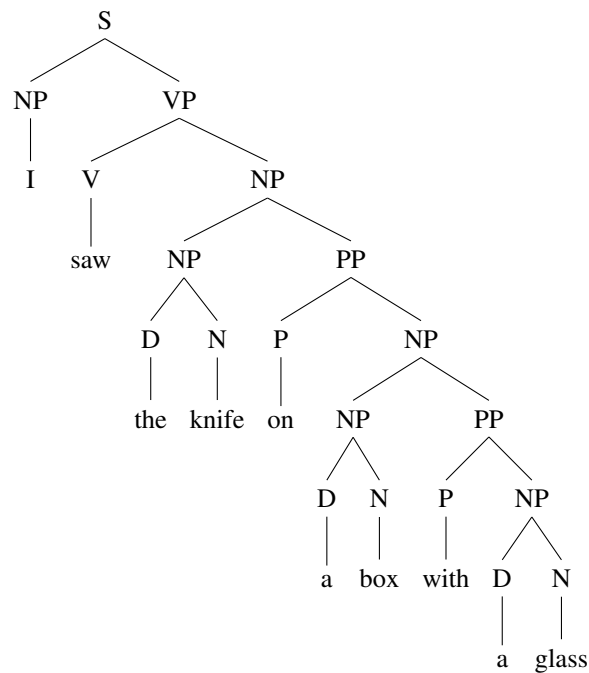 S
NP VP
I V NP
saw NP PP
D N P NP
the knife on NP PP
D N P NP
a box with D N
a glass